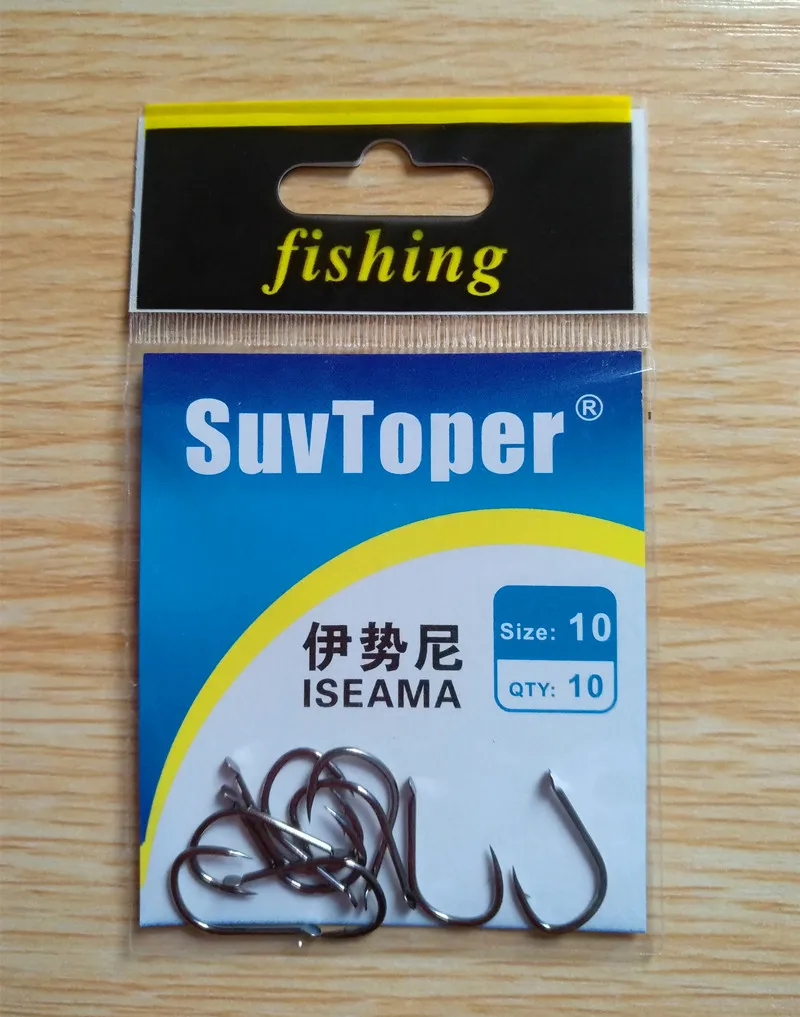 fishing
SuvToper®
伊势尼
ISEAMA
Size: 10
QTY: 10